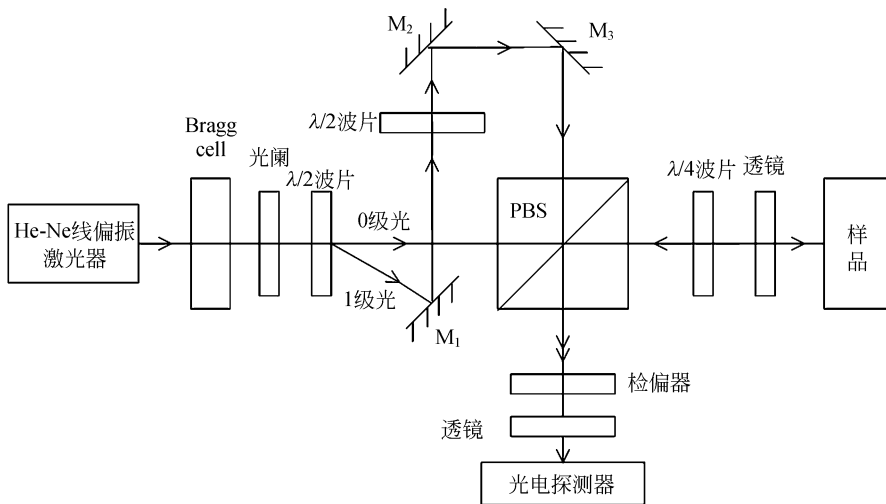 M₂
M₃
λ/2波片
Bragg
cell
光阑
λ/2波片
0级光
PBS
λ/4波片
透镜
He-Ne线偏振
激光器
样
品
1级光
M₁
检偏器
透镜
光电探测器